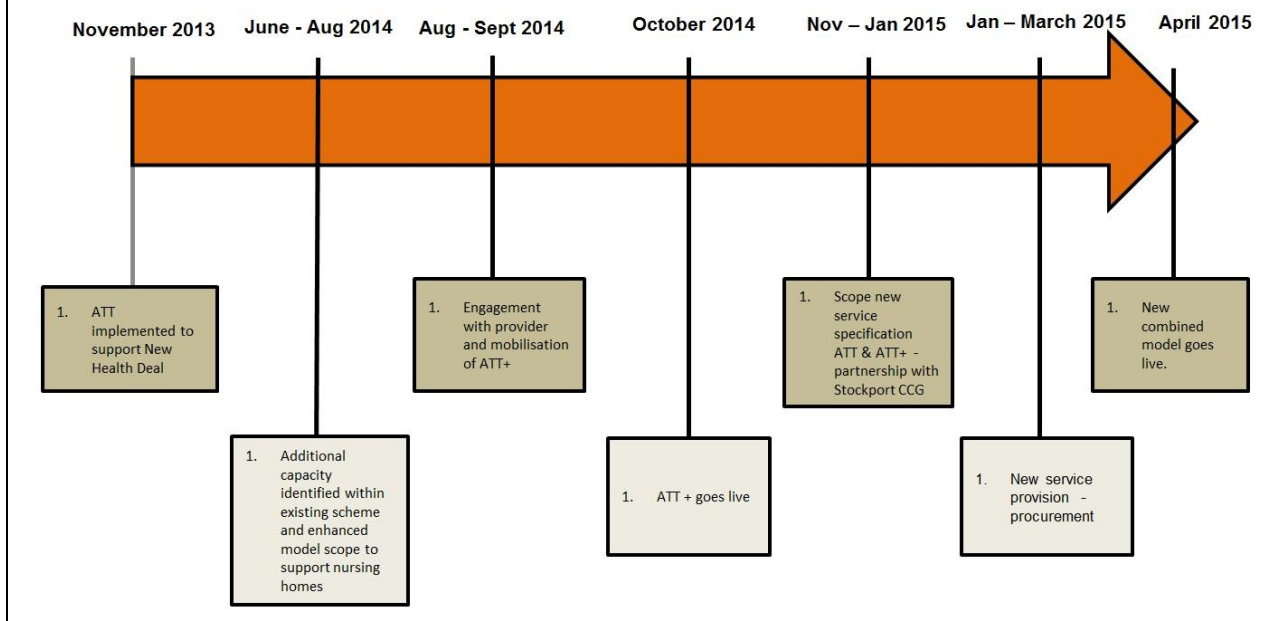 November 2013
June - Aug 2014
Aug - Sept 2014
October 2014
Nov – Jan 2015
Jan – March 2015
April 2015
1. ATT
implemented to
support New
Health Deal
1. Additional
capacity
identified within
existing scheme
and enhanced
model scope to
support nursing
homes
1. Engagement
with provider
and mobilisation
of ATT+
1. ATT + goes live
1. Scope new
service
specification
ATT & ATT+ -
partnership with
Stockport CCG
1. New service
provision -
procurement
1. New
combined
model goes
live.